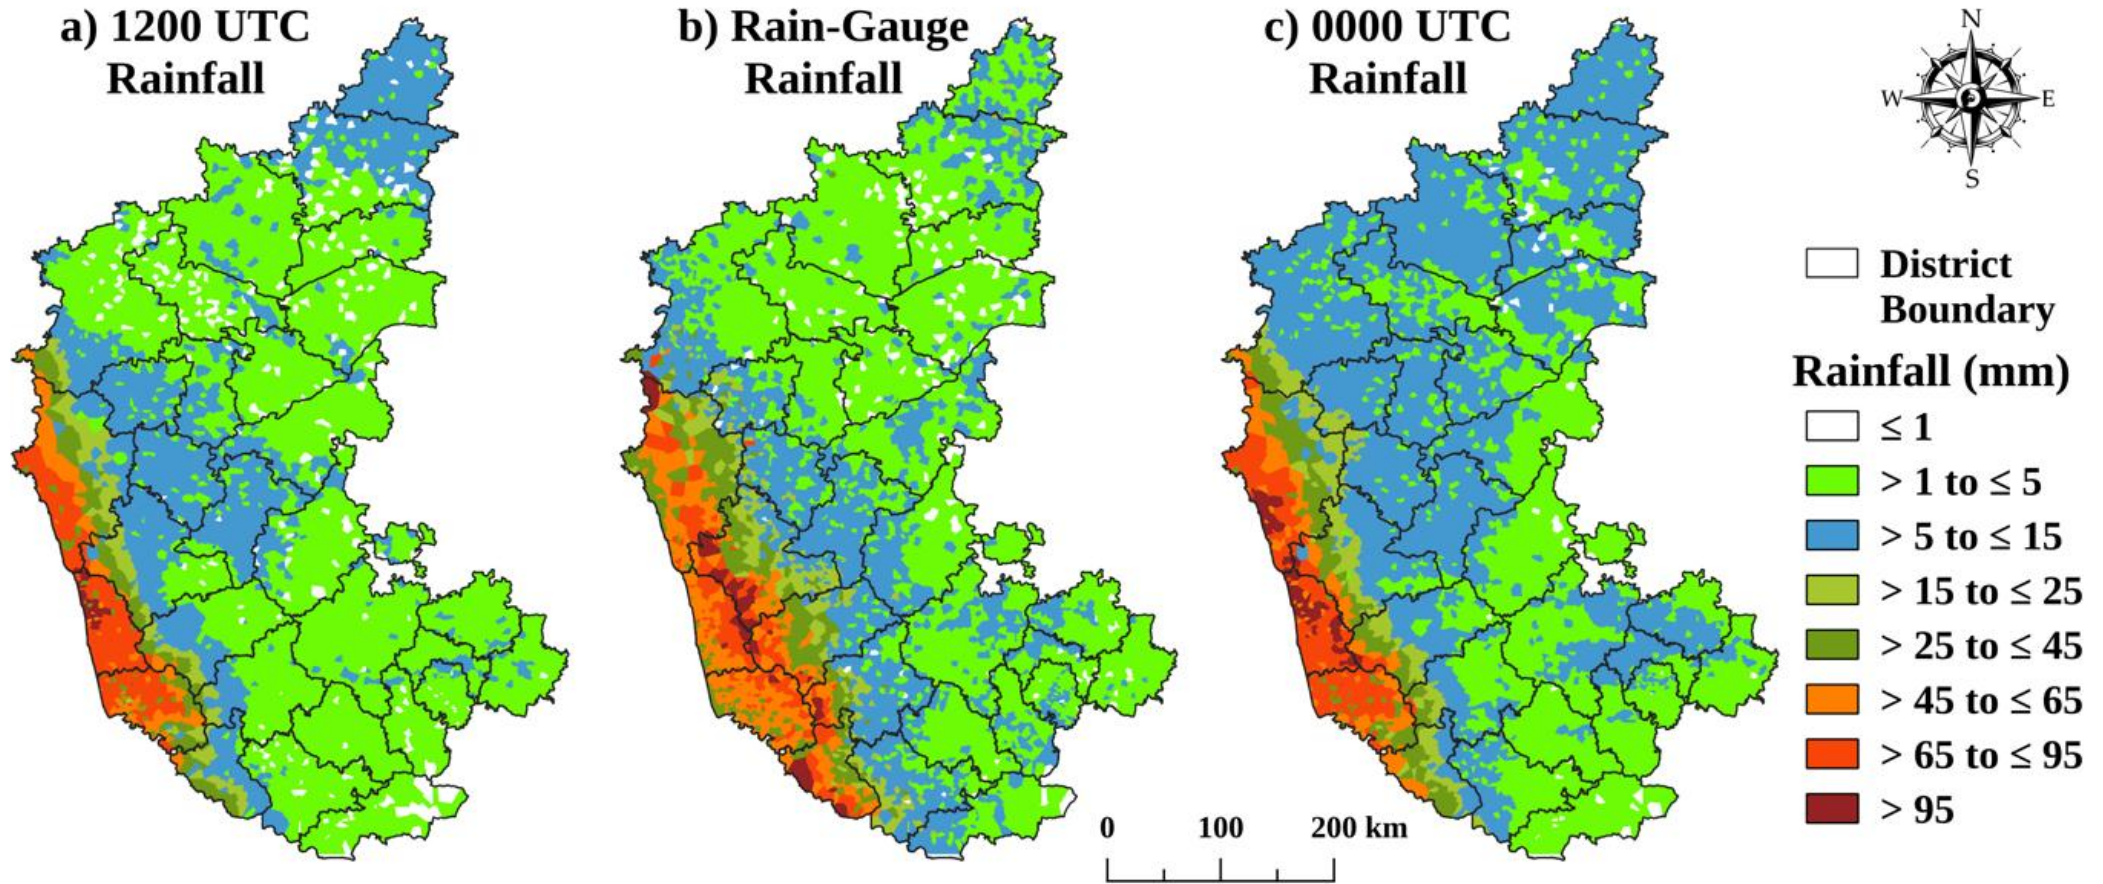 a) 1200 UTC
Rainfall
b) Rain-Gauge
Rainfall
c) 0000 UTC
Rainfall
N
W
E
S
District
Boundary
Rainfall (mm)
≤ 1
> 1 to ≤ 5
> 5 to ≤ 15
> 15 to ≤ 25
> 25 to ≤ 45
> 45 to ≤ 65
> 65 to ≤ 95
> 95
0 100 200 km